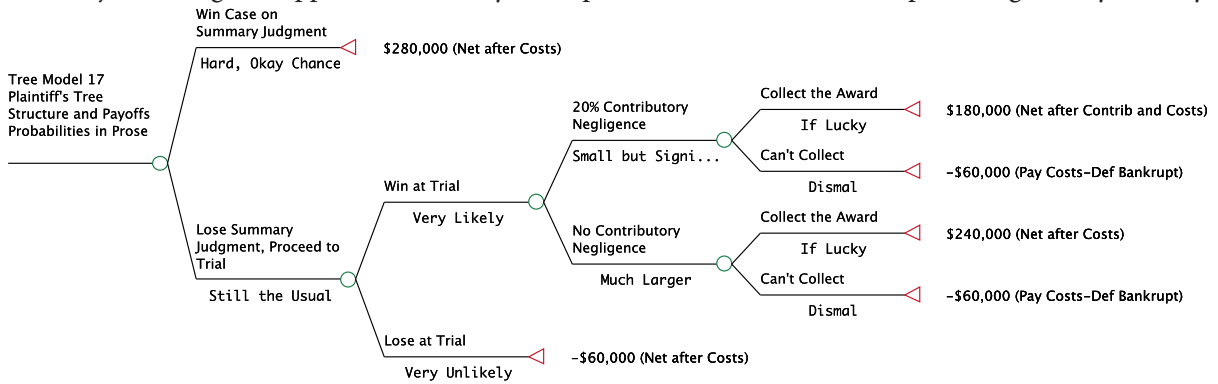 Win Case on
Summary Judgment
$280,000 (Net after Costs)
Hard, Okay Chance
Tree Model 17
Plaintiff's Tree
Structure and Payoffs
Probabilities in Prose
20% Contributory
Negligence
Small but Signi...
Collect the Award
$180,000 (Net after Contrib and Costs)
If Lucky
Can't Collect
-$60,000 (Pay Cost-Def Bankrupt)
Dismal
Win at Trial
Very Likely
No Contributory
Negligence
Much Larger
Collect the Award
$240,000 (Net after Costs)
If Lucky
Can't Collect
-$60,000 (Pay Costs-Def Bankrupt)
Dismal
Lose Summary
Judgment, Proceed to
Trial
Still the Usual
Lose at Trial
-$60,000 (Net after Costs)
Very Unlikely